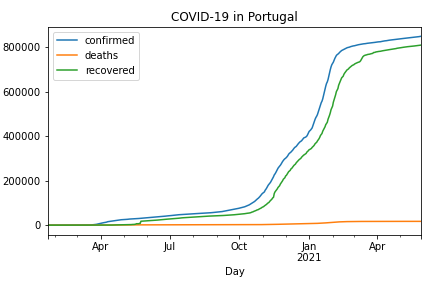 COVID-19 in Portugal
confirmed
deaths
recovered
800000
600000
400000
200000
0
Apr Jul Oct Jan Apr
2021
Day